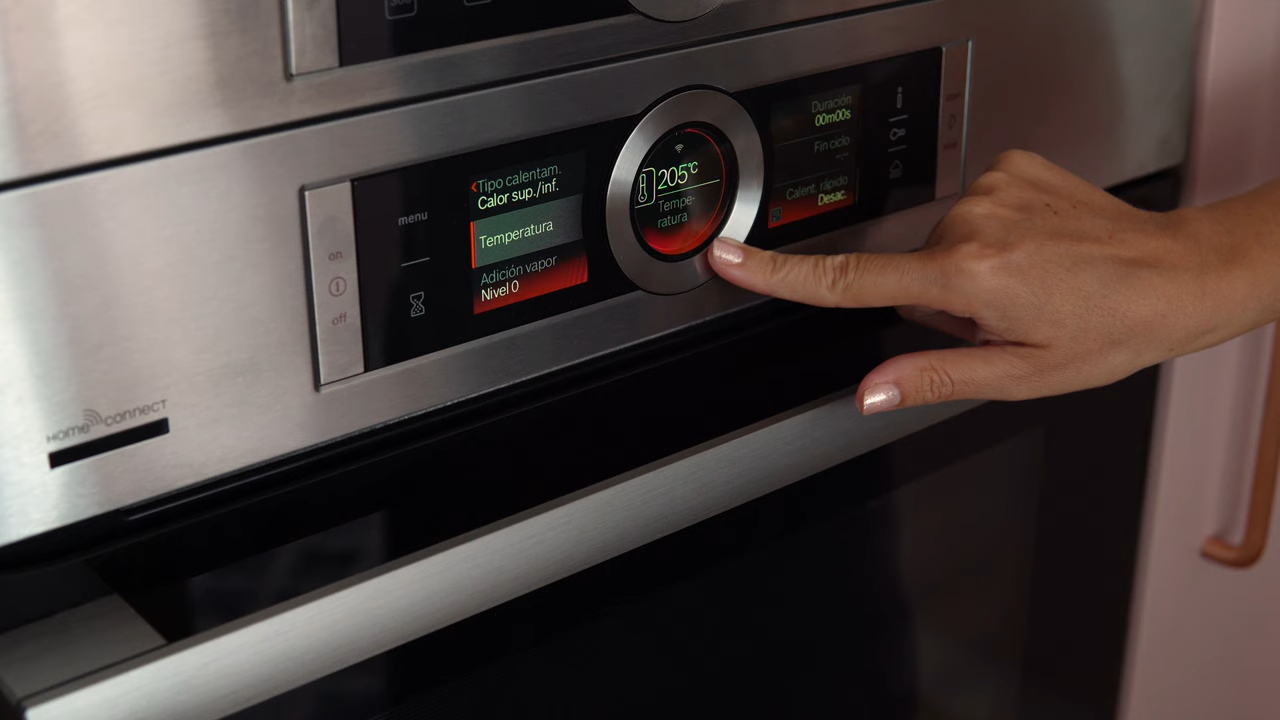 menu
on
off
Tipo calentam.
Calor sup./inf.
Temperatura
Adición vapor
Nivel 0
205°C
Tempe-
ratura
Duración
00m00s
Fin ciclo
--:--
Calent. rápido
Desac.
HOME CONNECT